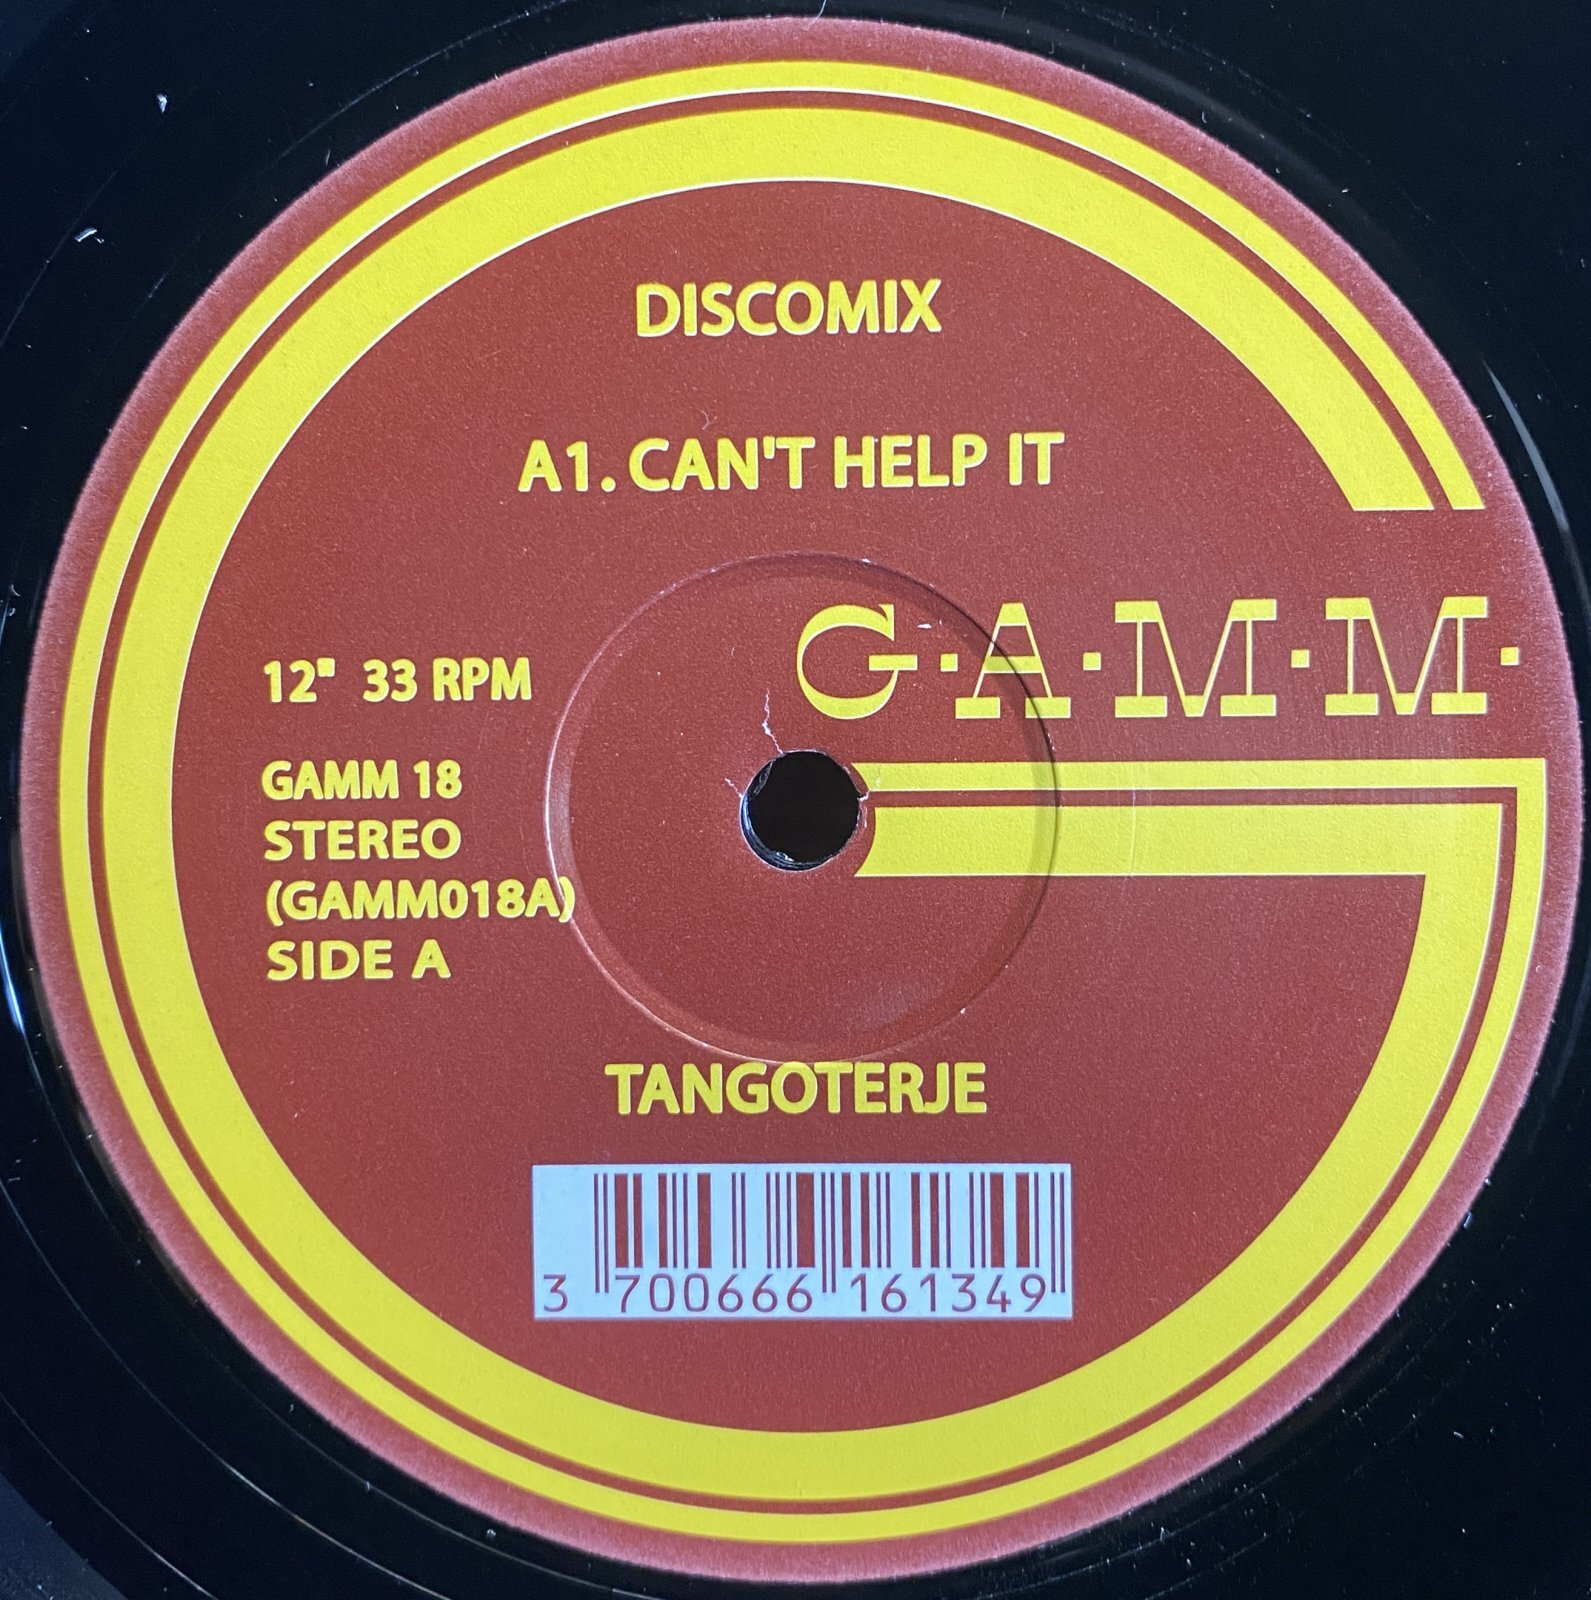 DISCOMIX
A1. CAN'T HELP IT
G·A·M·M·
12" 33 RPM
GAMM 18
STEREO
(GAMM018A)
SIDE A
TANGOTERJE
3 700666 161349